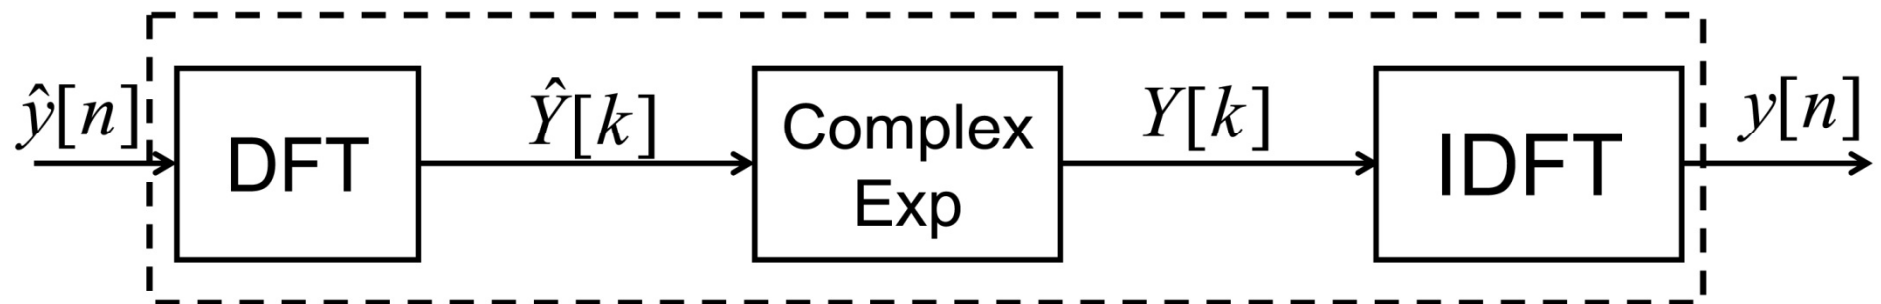 ŷ[n]
DFT
Ŷ[k]
Complex
Exp
Y[k]
IDFT
y[n]